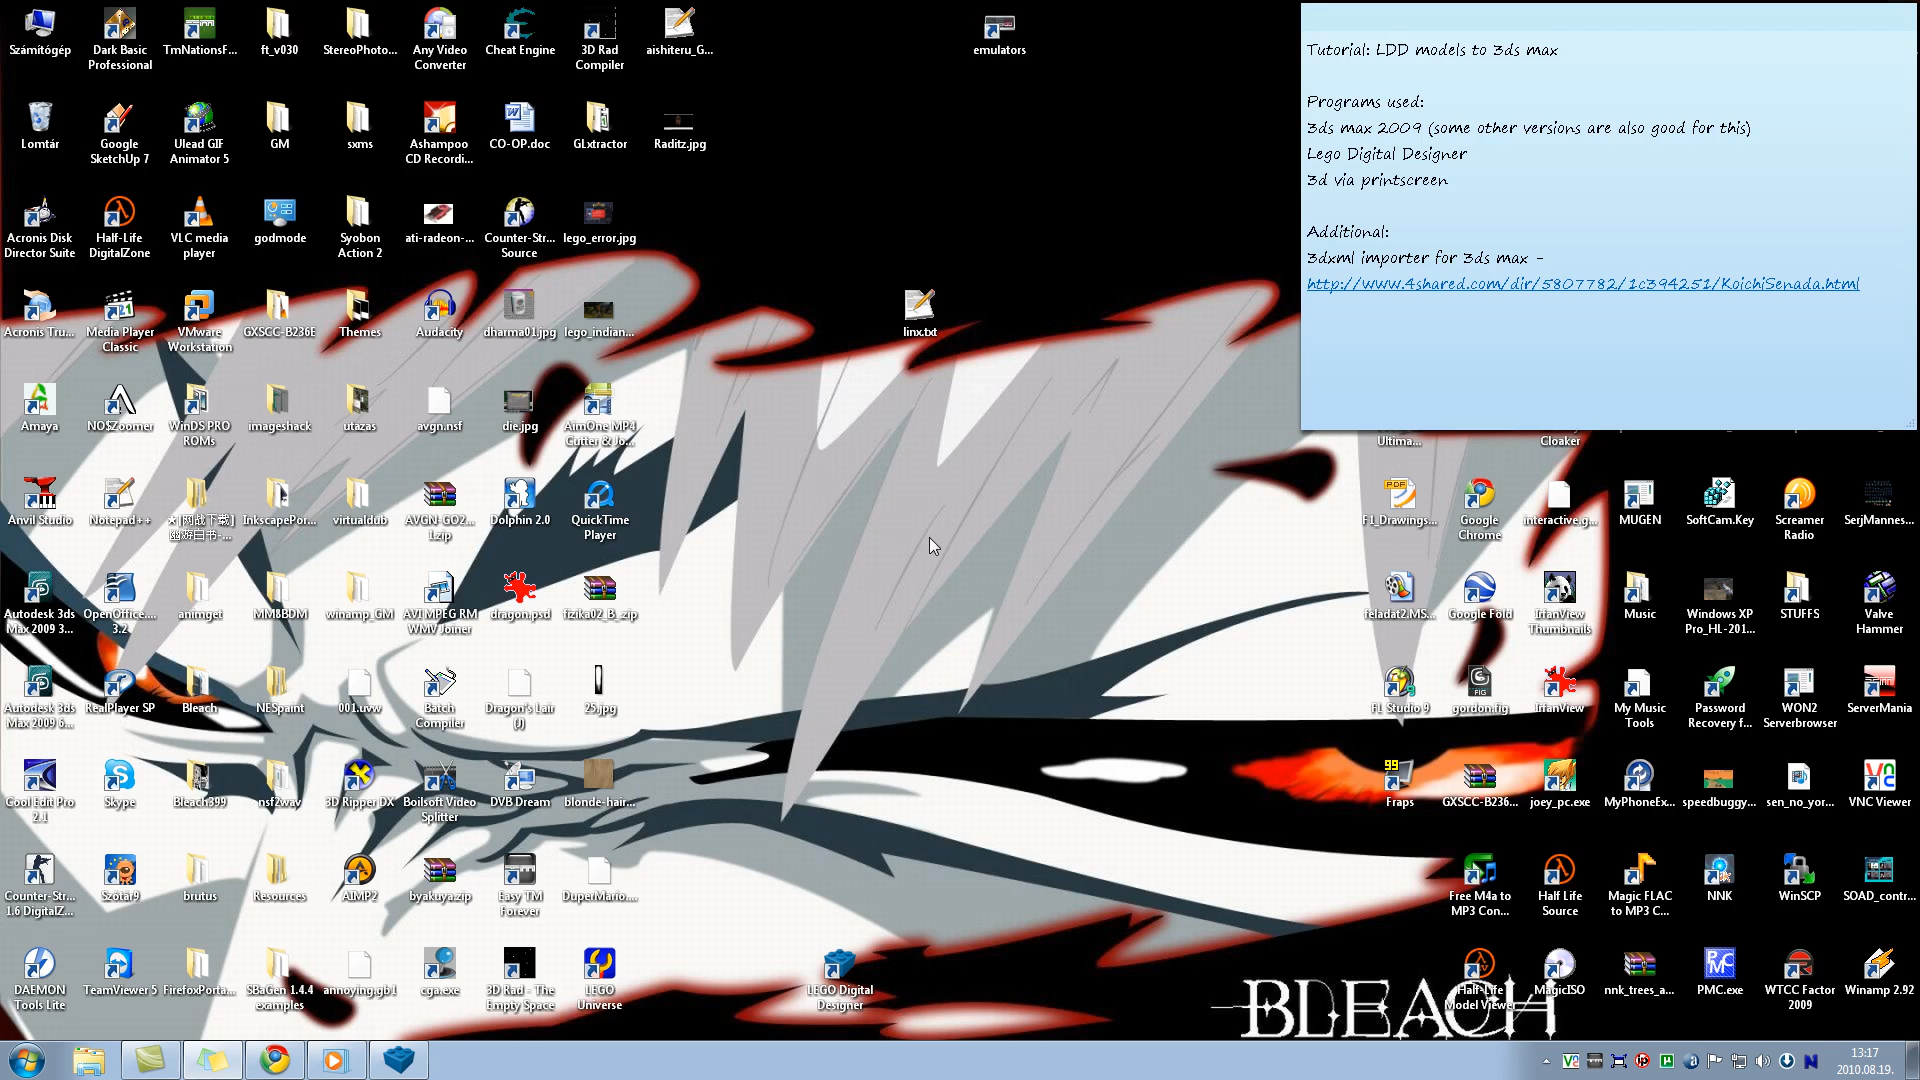 Számítógép
Dark Basic Professional
TmNationsF...
ft_v030
StereoPhoto...
Any Video Converter
Cheat Engine
3D Rad Compiler
aishiteru_G...
emulators
Lomtár
Google SketchUp 7
Ulead GIF Animator 5
GM
sxms
Ashampoo CD Recordi...
CO-OP.doc
GLxtractor
Raditz.jpg
Acronis Disk Director Suite
Half-Life DigitalZone
VLC media player
godmode
Syobon Action 2
ati-radeon-...
Counter-Str... Source
lego_error.jpg
Acronis Tru...
Media Player Classic
VMware Workstation
GXSCC-B236E
Themes
Audacity
dharma01.jpg
lego_indian...
linx.txt
Amaya
NO$Zoomer
WinDS PRO ROMs
imageshack
utazas
avgn.nsf
die.jpg
AimOne MP4 Cutter & Jo...
Anvil Studio
Notepad++
InkscapePor...
virtualdub
AVGN-GO2... 1.zip
Dolphin 2.0
QuickTime Player
Autodesk 3ds Max 2009 3...
OpenOffice.... 3.2
animget
MM8BDM
winamp_GM
AVI MPEG RM WMV Joiner
dragon.psd
fizika02_B_.zip
Autodesk 3ds Max 2009 6...
RealPlayer SP
Bleach
NESpaint
001.uvw
Batch Compiler
Dragon's Lair (J)
25.jpg
Cool Edit Pro 2.1
Skype
Bleach399
nsf2wav
3D Ripper DX
Boilsoft Video Splitter
DVB Dream
blonde-hair...
Counter-Str... 1.6 DigitalZ...
Szótár9
brutus
Resources
AIMP2
byakuya.zip
Easy TM Forever
DuperMario....
DAEMON Tools Lite
TeamViewer 5
FirefoxPorta...
SBaGen 1.4.4 examples
annoying.gb1
cga.exe
3D Rad - The Empty Space
LEGO Universe
LEGO Digital Designer
Tutorial: LDD models to 3ds max
Programs used:
3ds max 2009 (some other versions are also good for this)
Lego Digital Designer
3d via printscreen
Additional:
3dxml importer for 3ds max -
http://www.4shared.com/dir/5807782/1c394251/KoichiSenada.html
Ultima...
Cloaker
F1_Drawings...
Google Chrome
interactive.g...
MUGEN
SoftCam.Key
Screamer Radio
SerjMannes...
feladat2.MS...
Google Föld
IrfanView Thumbnails
Music
Windows XP Pro_HL-201...
STUFFS
Valve Hammer
FL Studio 9
gordon.fig
IrfanView
My Music Tools
Password Recovery f...
WON2 Serverbrowser
ServerMania
Fraps
GXSCC-B236...
joey_pc.exe
MyPhoneEx...
speedbuggy...
sen_no_yor...
VNC Viewer
Free M4a to MP3 Con...
Half Life Source
Magic FLAC to MP3 C...
NNK
WinSCP
SOAD_contr...
Half-Life Model Viewer
MagicISO
nnk_trees_a...
PMC.exe
WTCC Factor 2009
Winamp 2.92
BLEACH
13:17
2010.08.19.